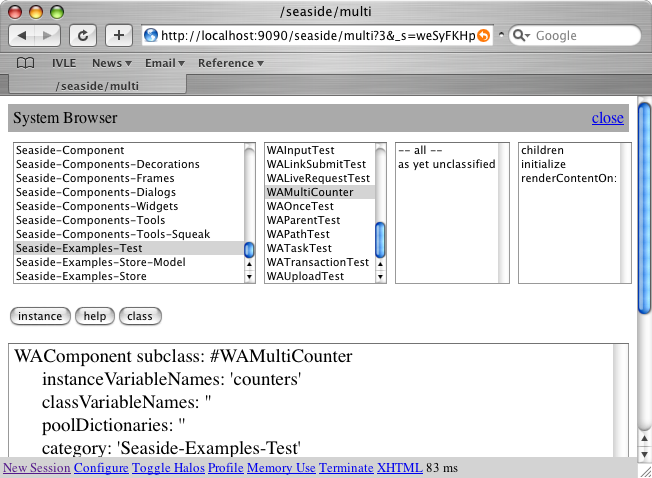 /seaside/multi
http://localhost:9090/seaside/multi?3&_s=weSyFKHp
Google
IVLE News Email Reference
/seaside/multi
System Browser close
Seaside-Component
Seaside-Components-Decorations
Seaside-Components-Frames
Seaside-Components-Dialogs
Seaside-Components-Widgets
Seaside-Components-Tools
Seaside-Components-Tools-Squeak
Seaside-Examples-Test
Seaside-Examples-Store-Model
Seaside-Examples-Store
WAInputTest
WALinkSubmitTest
WALiveRequestTest
WAMultiCounter
WAOnceTest
WAParentTest
WAPathTest
WATaskTest
WATransactionTest
WAUploadTest
-- all --
as yet unclassified
children
initialize
renderContentOn:
instance help class
WAComponent subclass: #WAMultiCounter
instanceVariableNames: 'counters'
classVariableNames: ''
poolDictionaries: ''
category: 'Seaside-Examples-Test'
New Session Configure Toggle Halos Profile Memory Use Terminate XHTML 83 ms